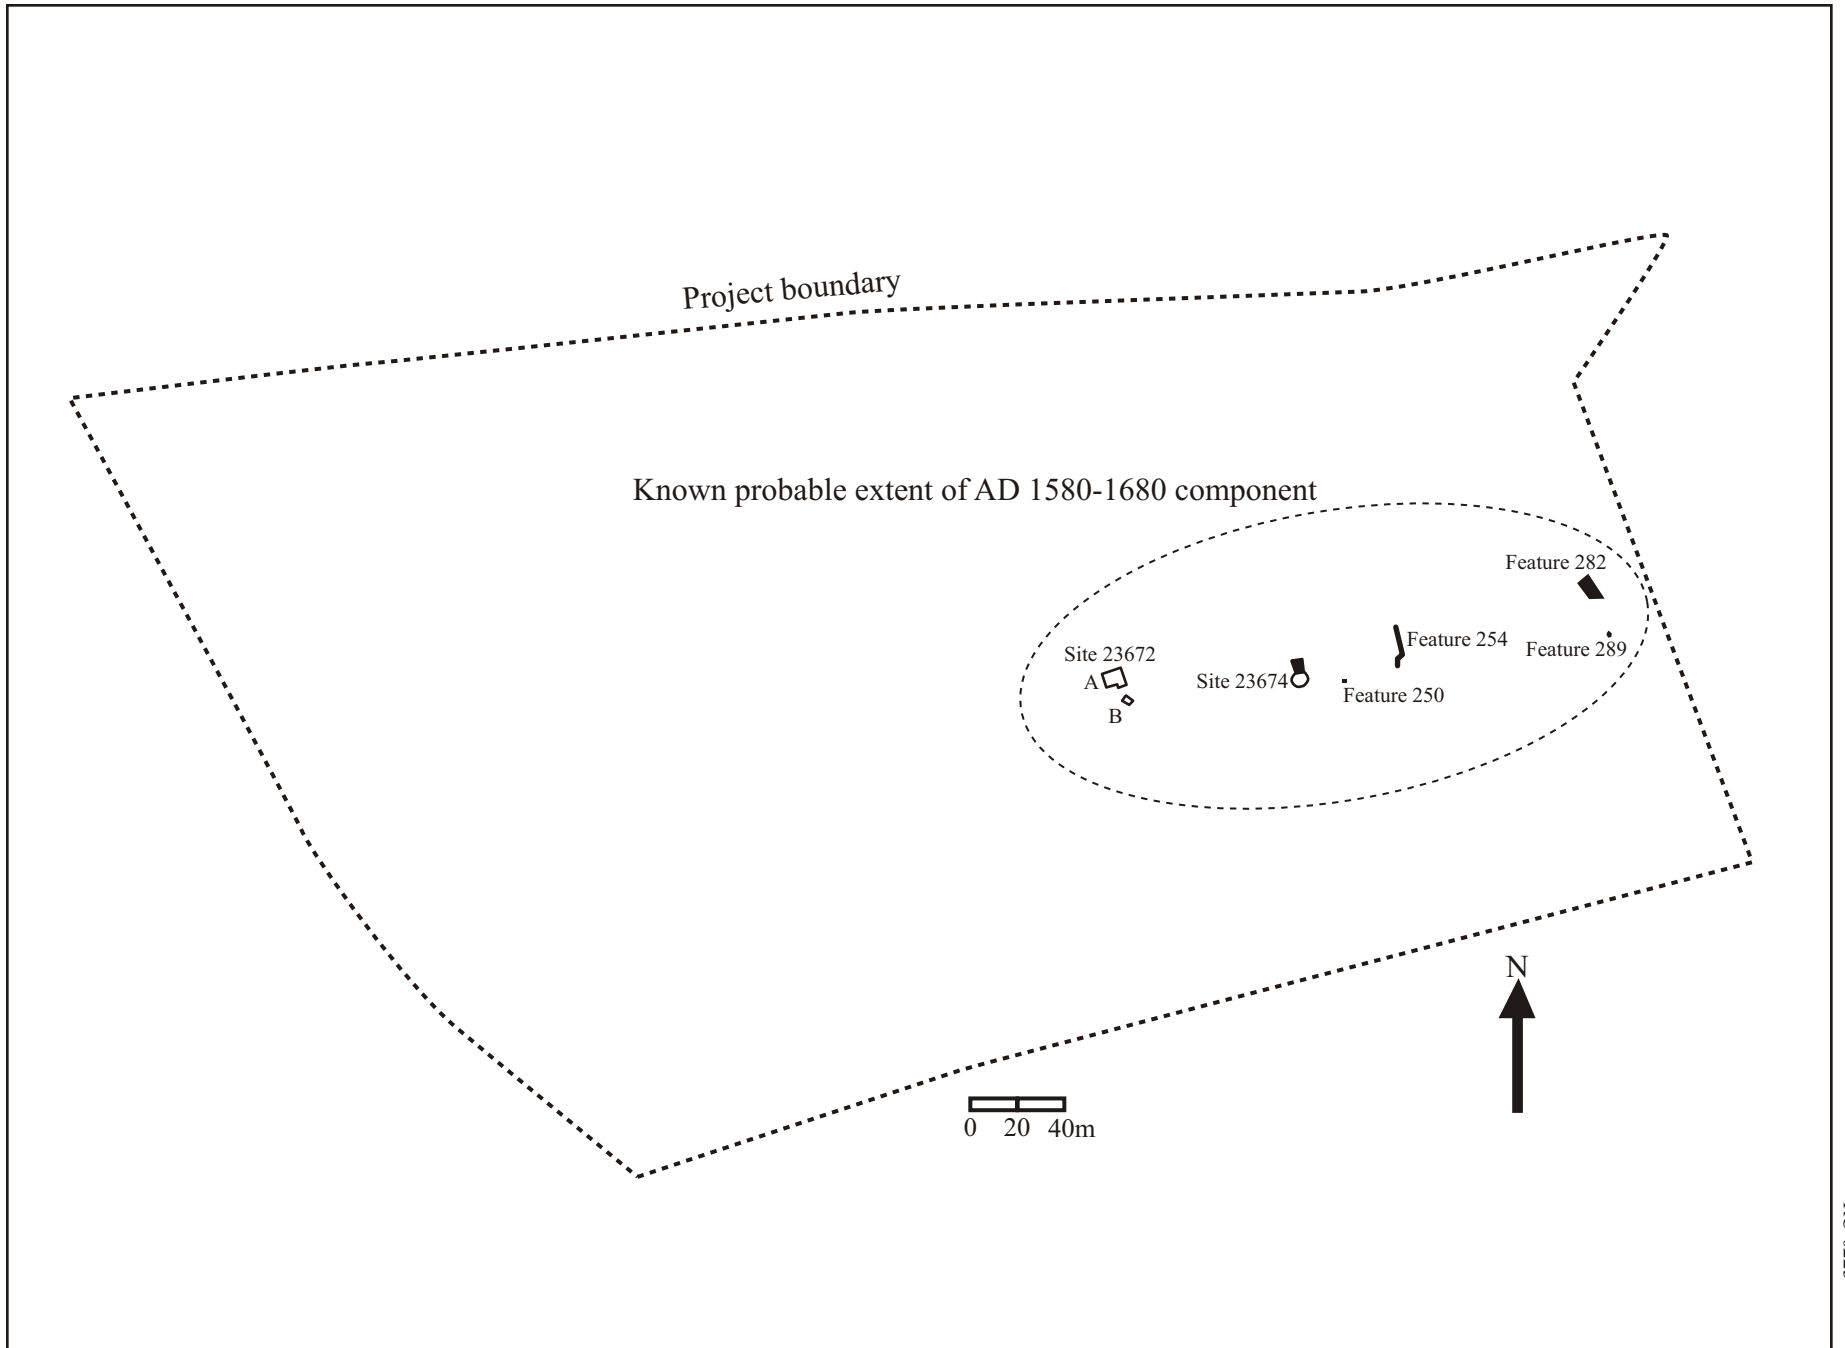 Project boundary
Known probable extent of AD 1580-1680 component
Feature 282
Feature 254
Feature 289
Site 23672
A
B
Site 23674
Feature 250
N
0 20 40m